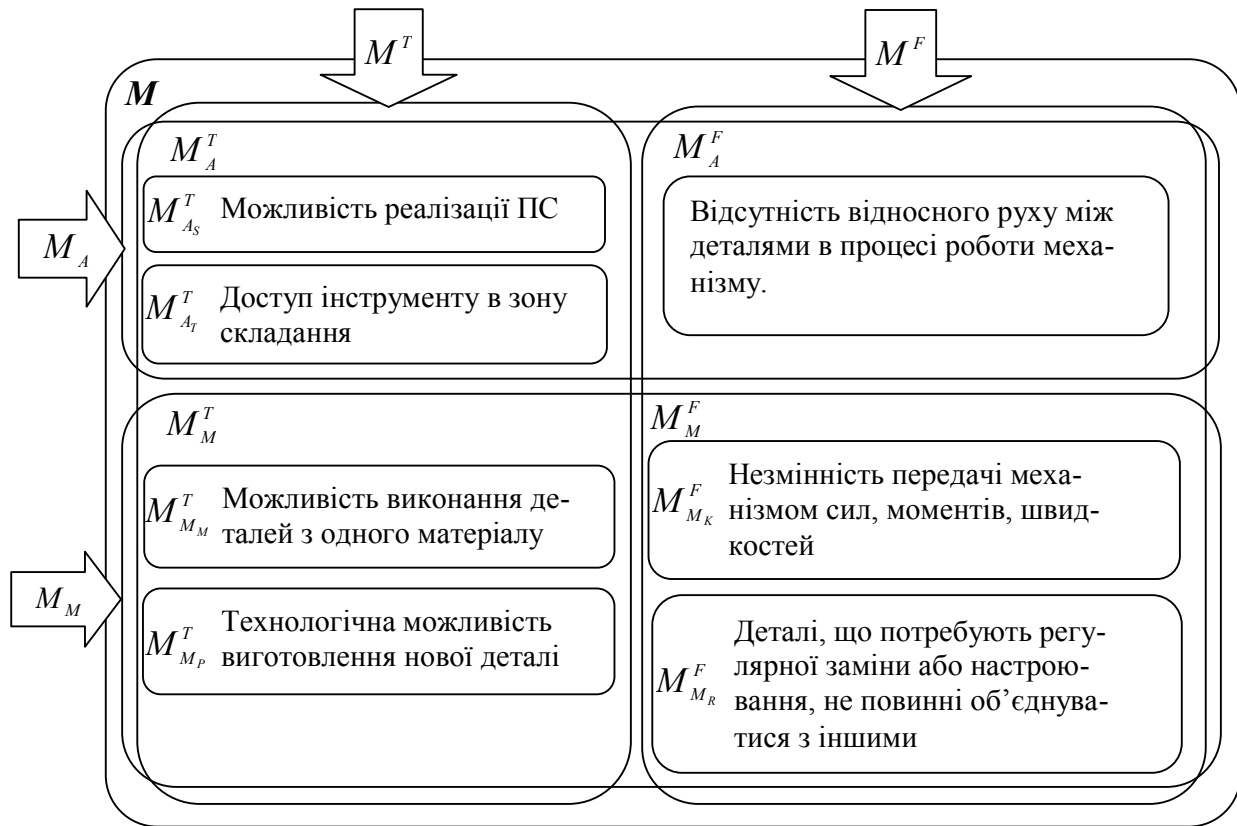 M^T
M^F
M
M_A^T
M_A^F
M_{A_S}^T Можливість реалізації ПС
Відсутність відносного руху між
деталями в процесі роботи меха-
нізму.
M_A
M_{A_T}^T Доступ інструменту в зону
складання
M_M^T
M_M^F
M_{M_M}^T Можливість виконання де-
талей з одного матеріалу
M_{M_K}^F Незмінність передачі меха-
нізмом сил, моментів, швид-
костей
M_M
M_{M_P}^T Технологічна можливість
виготовлення нової деталі
M_{M_R}^F Деталі, що потребують регу-
лярної заміни або настрою-
вання, не повинні об’єднува-
тися з іншими